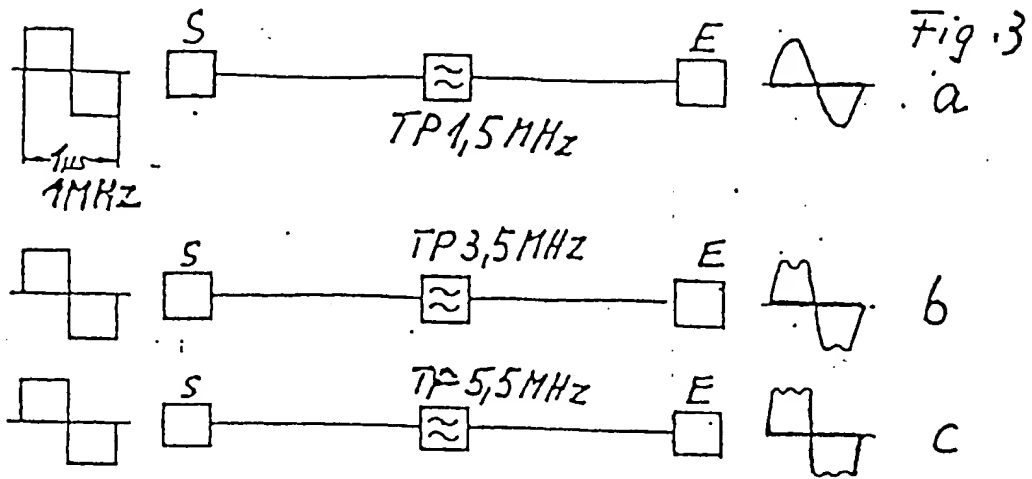 Fig.3
S E
a
TP 1,5 MHz
1µs
1MHz
TP 3,5 MHz
S E
b
TP 5,5 MHz
S E
c